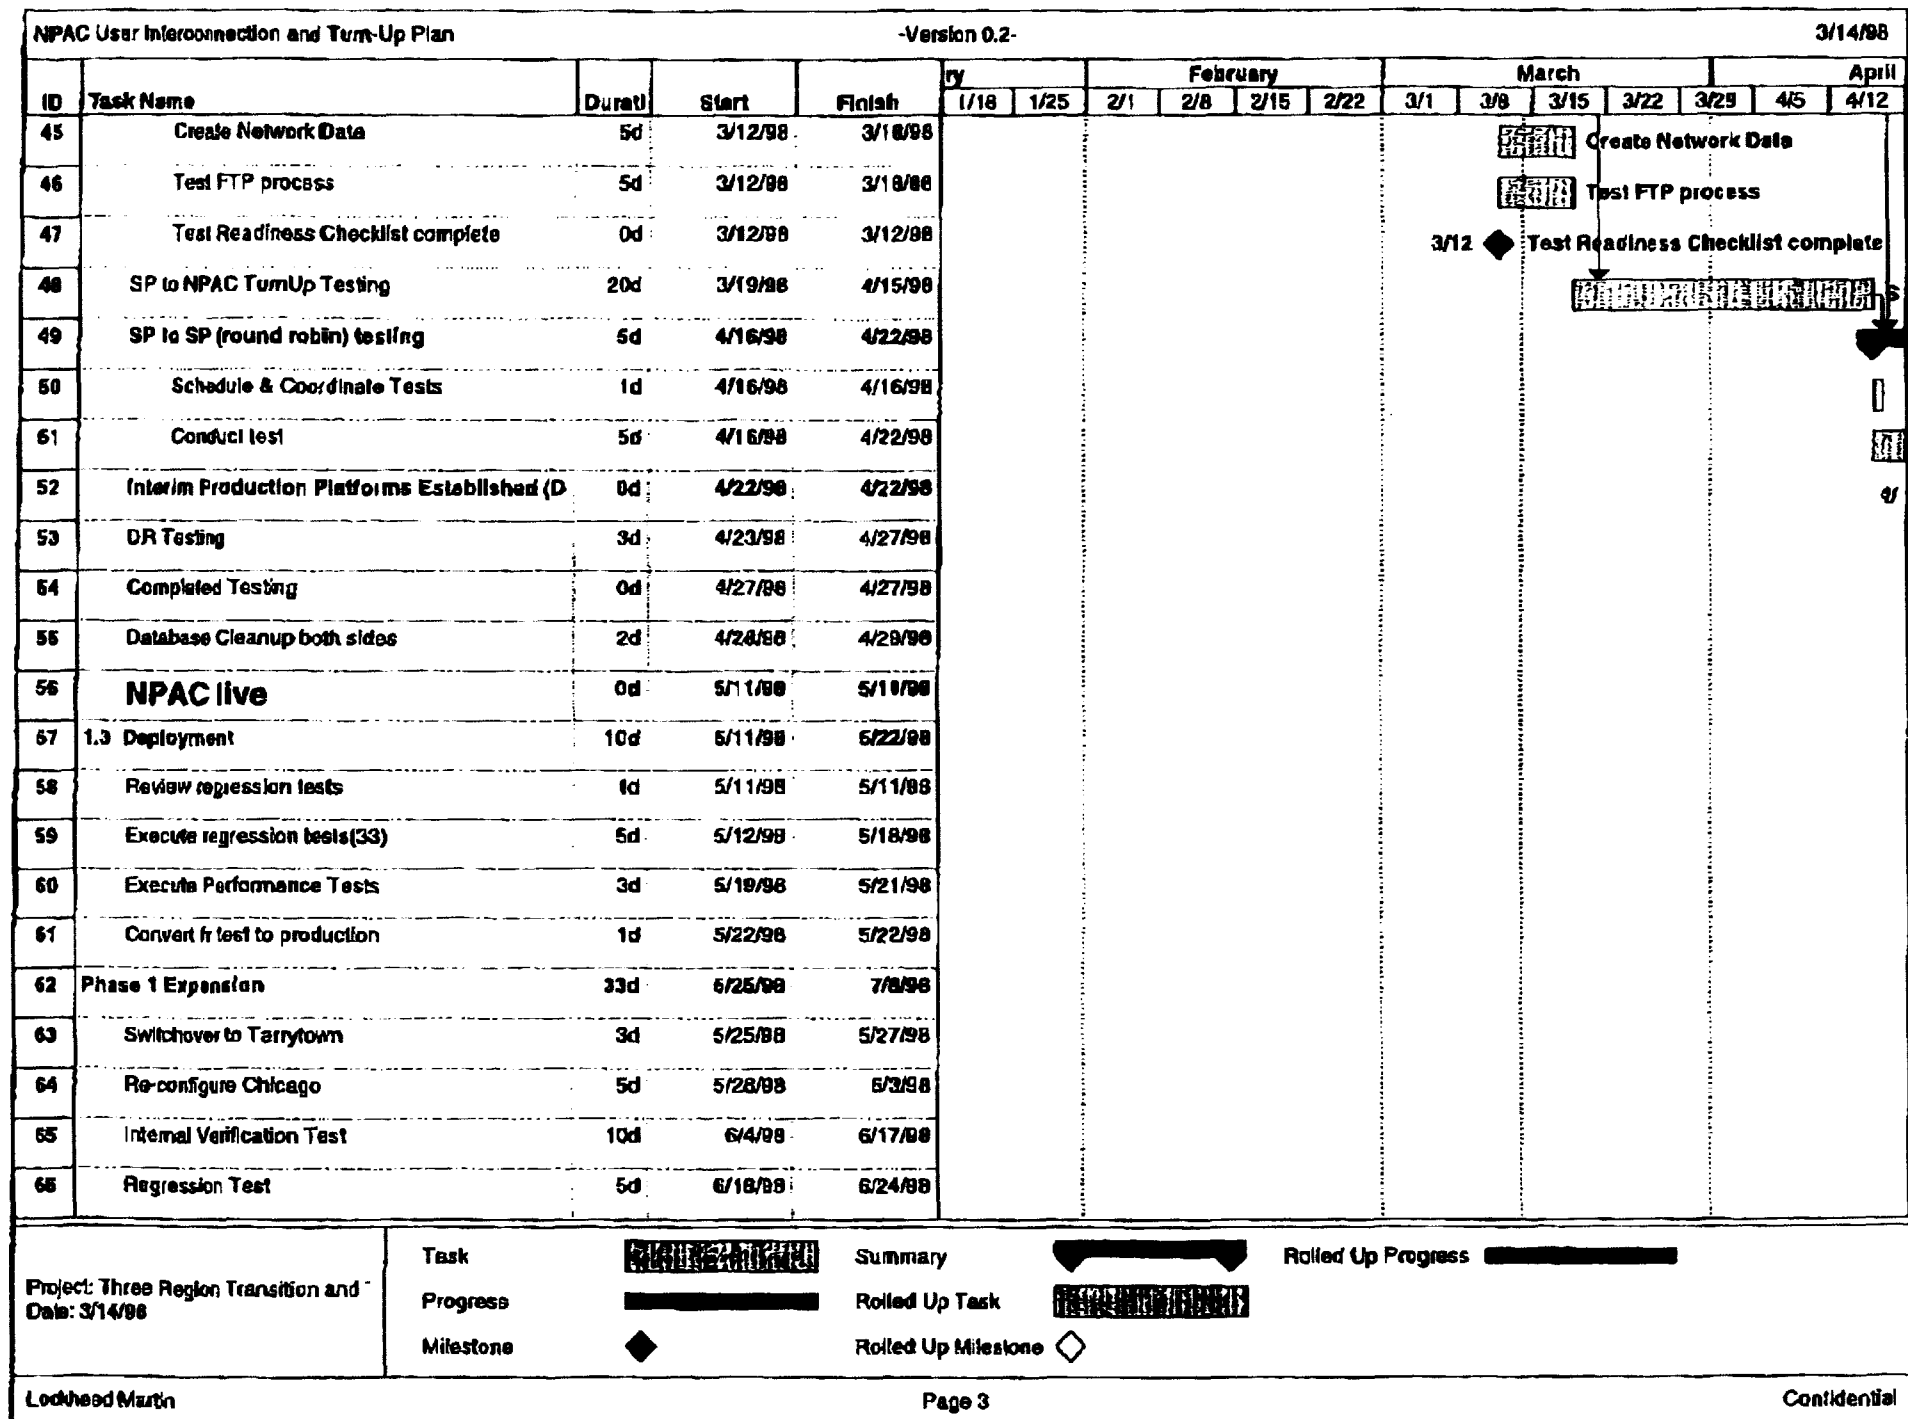 NPAC User Interconnection and Turn-Up Plan -Version 0.2- 3/14/98
ry February March April
ID Task Name Durati Start Finish 1/18 1/25 2/1 2/8 2/15 2/22 3/1 3/8 3/15 3/22 3/29 4/5 4/12
45 Create Network Data 5d 3/12/98 3/18/98 Create Network Data
46 Test FTP process 5d 3/12/98 3/18/98 Test FTP process
47 Test Readiness Checklist complete 0d 3/12/98 3/12/98 3/12 Test Readiness Checklist complete
48 SP to NPAC TurnUp Testing 20d 3/19/98 4/15/98 S
49 SP to SP (round robin) testing 5d 4/16/98 4/22/98
50 Schedule & Coordinate Tests 1d 4/16/98 4/16/98
51 Conduct test 5d 4/16/98 4/22/98
52 Interim Production Platforms Established (D 0d 4/22/98 4/22/98 4/
53 DR Testing 3d 4/23/98 4/27/98
54 Completed Testing 0d 4/27/98 4/27/98
55 Database Cleanup both sides 2d 4/28/98 4/29/98
56 NPAC live 0d 5/11/98 5/11/98
57 1.3 Deployment 10d 5/11/98 5/22/98
58 Review regression tests 1d 5/11/98 5/11/98
59 Execute regression tests(33) 5d 5/12/98 5/18/98
60 Execute Performance Tests 3d 5/19/98 5/21/98
61 Convert fr test to production 1d 5/22/98 5/22/98
62 Phase 1 Expansion 33d 5/25/98 7/8/98
63 Switchover to Tarrytown 3d 5/25/98 5/27/98
64 Re-configure Chicago 5d 5/28/98 6/3/98
65 Internal Verification Test 10d 6/4/98 6/17/98
66 Regression Test 5d 6/18/98 6/24/98
Project: Three Region Transition and
Date: 3/14/98
Task Summary Rolled Up Progress
Progress Rolled Up Task
Milestone Rolled Up Milestone
Lockheed Martin Page 3 Confidential